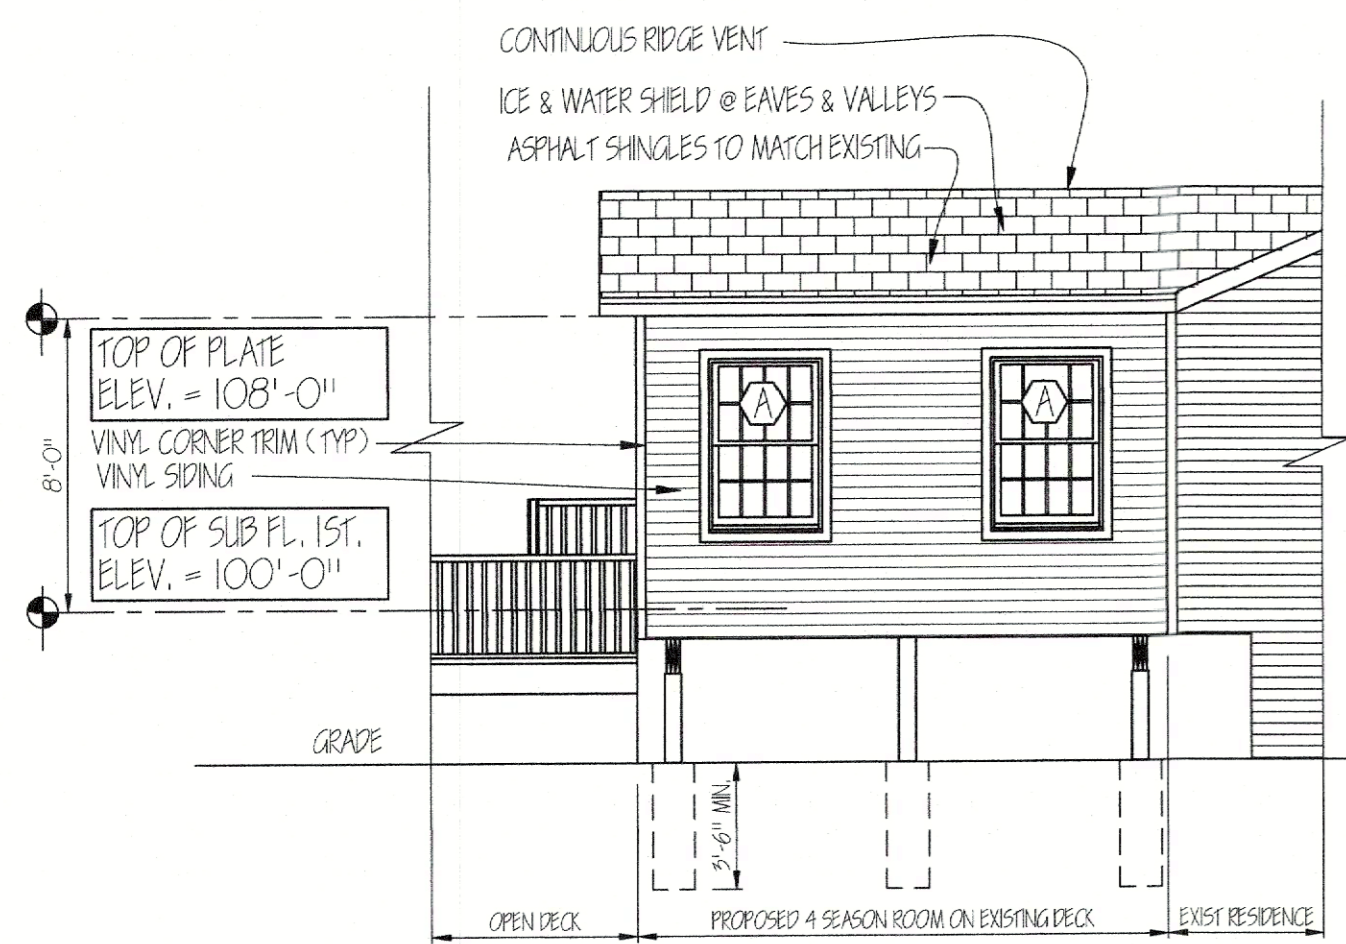 CONTINUOUS RIDGE VENT
ICE & WATER SHIELD @ EAVES & VALLEYS
ASPHALT SHINGLES TO MATCH EXISTING
TOP OF PLATE
ELEV. = 108'-0"
8'-0"
VINYL CORNER TRIM (TYP)
VINYL SIDING
TOP OF SUB FL. 1ST.
ELEV. = 100'-0"
A
A
GRADE
3'-6" MIN.
OPEN DECK
PROPOSED 4 SEASON ROOM ON EXISTING DECK
EXIST RESIDENCE